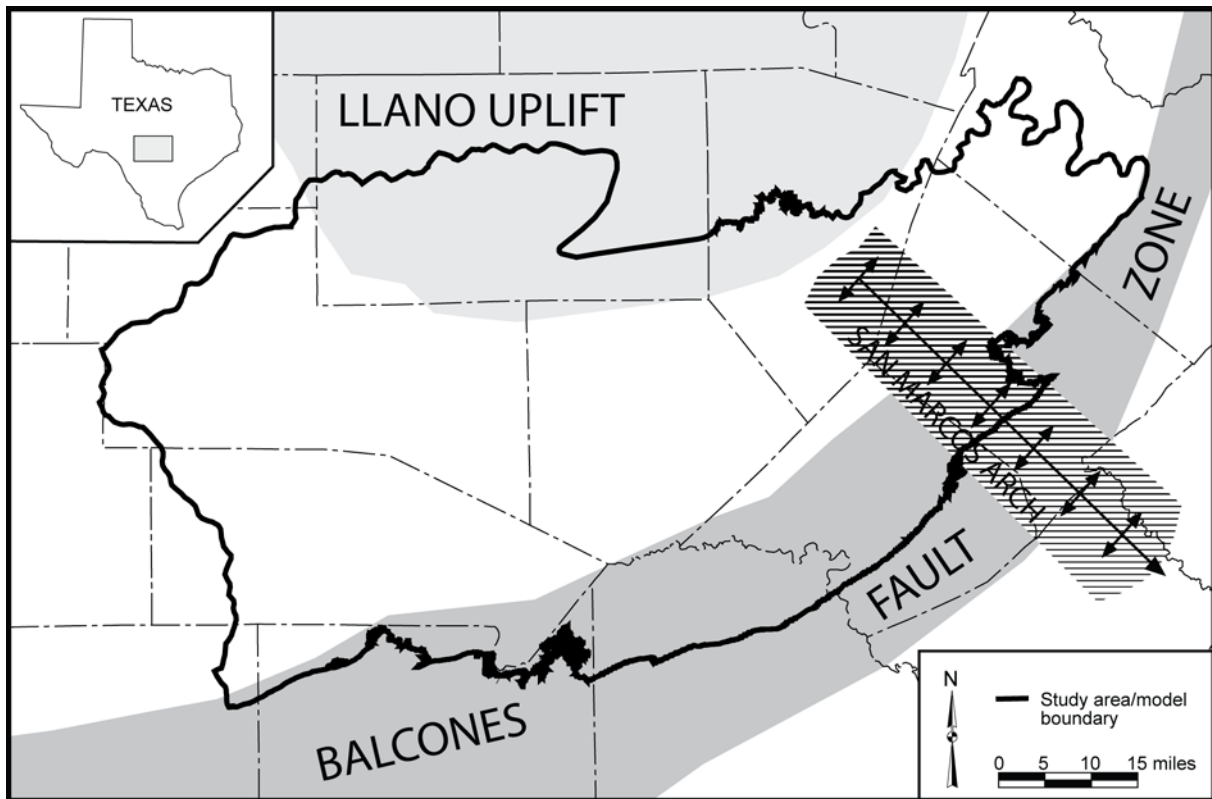 TEXAS
LLANO UPLIFT
ZONE
SAN MARCOS ARCH
FAULT
BALCONES
N
Study area/model
boundary
0 5 10 15 miles